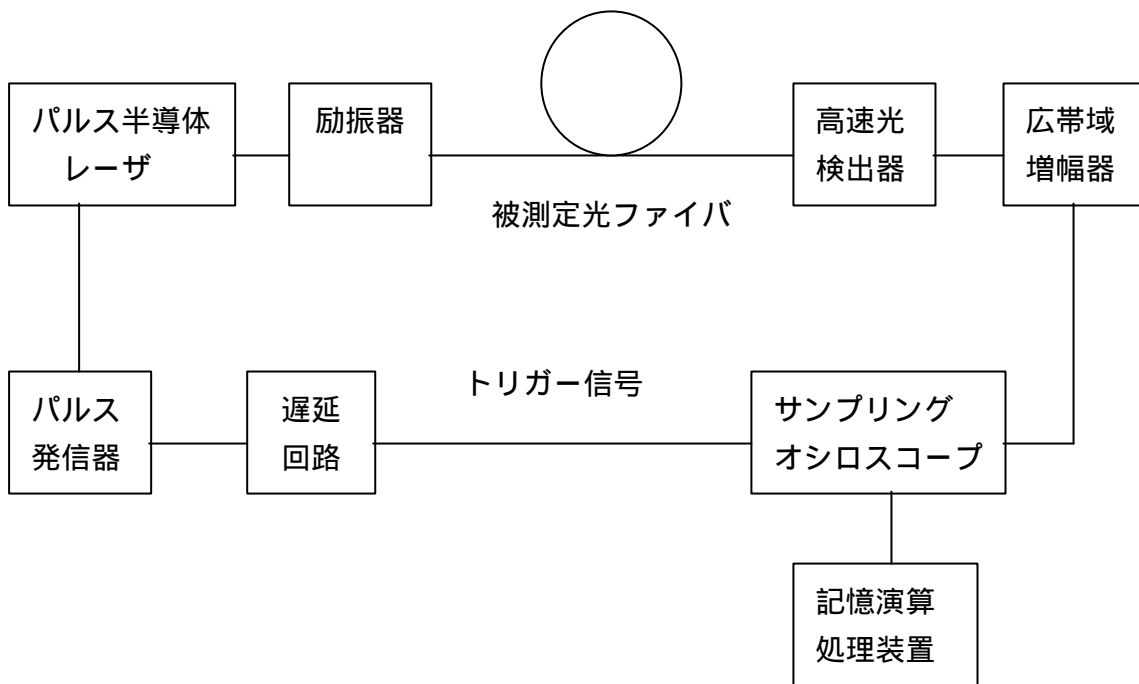 パルス半導体
レーザ
励振器
高速光
検出器
広帯域
増幅器
被測定光ファイバ
パルス
発信器
遅延
回路
トリガー信号
サンプリング
オシロスコープ
記憶演算
処理装置